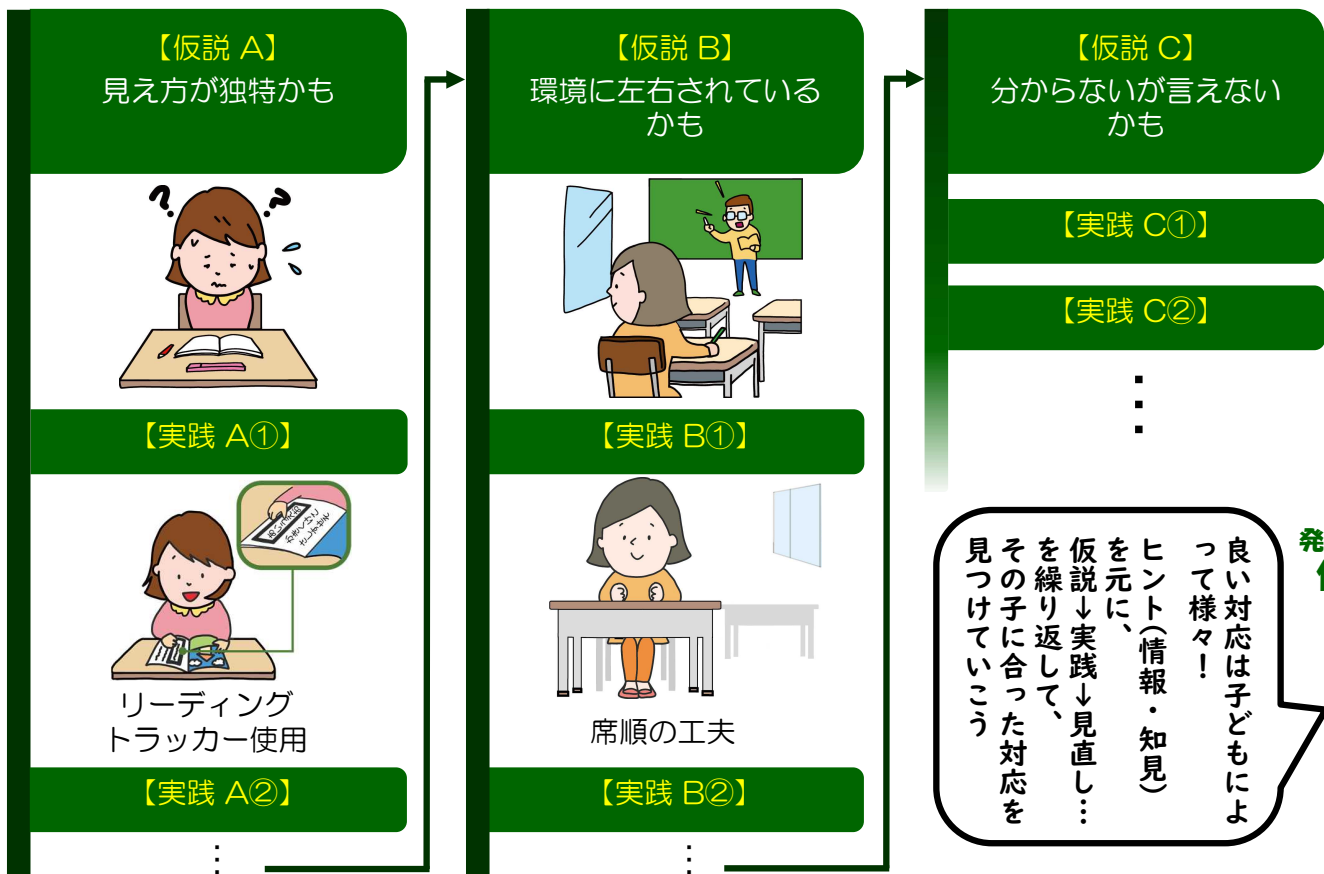 【仮説 A】
見え方が独特かも
【実践 A①】
リーディング
トラッカー使用
【実践 A②】
⋮
【仮説 B】
環境に左右されている
かも
【実践 B①】
席順の工夫
【実践 B②】
⋮
【仮説 C】
分からないが言えない
かも
【実践 C①】
【実践 C②】
⋮
良い対応は子どもによ
って様々！
ヒント（情報・知見）
を元に、
仮説→実践→見直し…
を繰り返して、
その子に合った対応を
見つけていこう
発